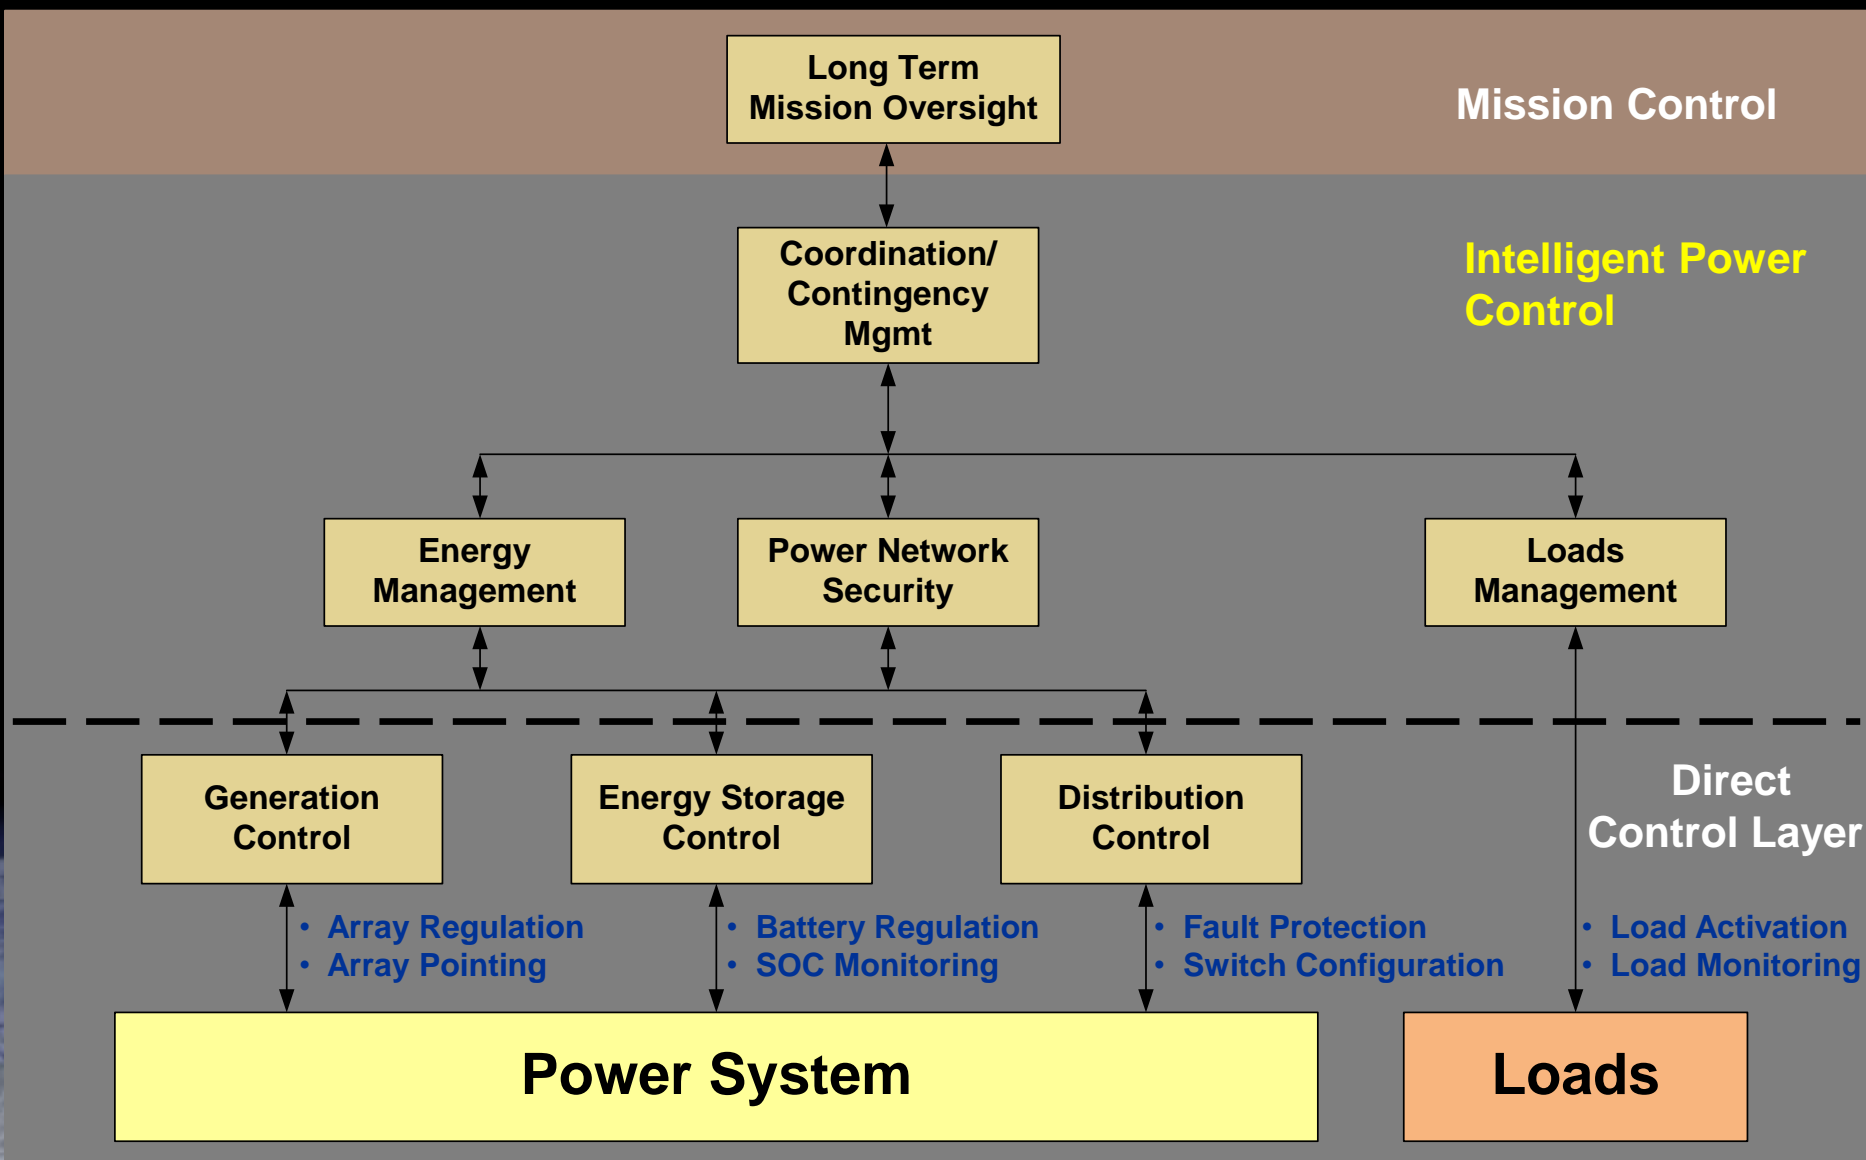 Long Term
Mission Oversight
Mission Control
Coordination/
Contingency
Mgmt
Intelligent Power
Control
Energy
Management
Power Network
Security
Loads
Management
Generation
Control
Energy Storage
Control
Distribution
Control
Direct
Control Layer
• Array Regulation
• Array Pointing
• Battery Regulation
• SOC Monitoring
• Fault Protection
• Switch Configuration
• Load Activation
• Load Monitoring
Power System
Loads